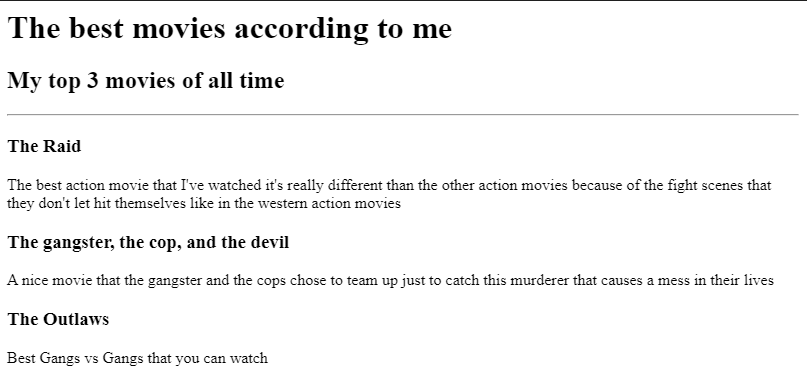 The best movies according to me
My top 3 movies of all time
The Raid
The best action movie that I've watched it's really different than the other action movies because of the fight scenes that
they don't let hit themselves like in the western action movies
The gangster, the cop, and the devil
A nice movie that the gangster and the cops chose to team up just to catch this murderer that causes a mess in their lives
The Outlaws
Best Gangs vs Gangs that you can watch